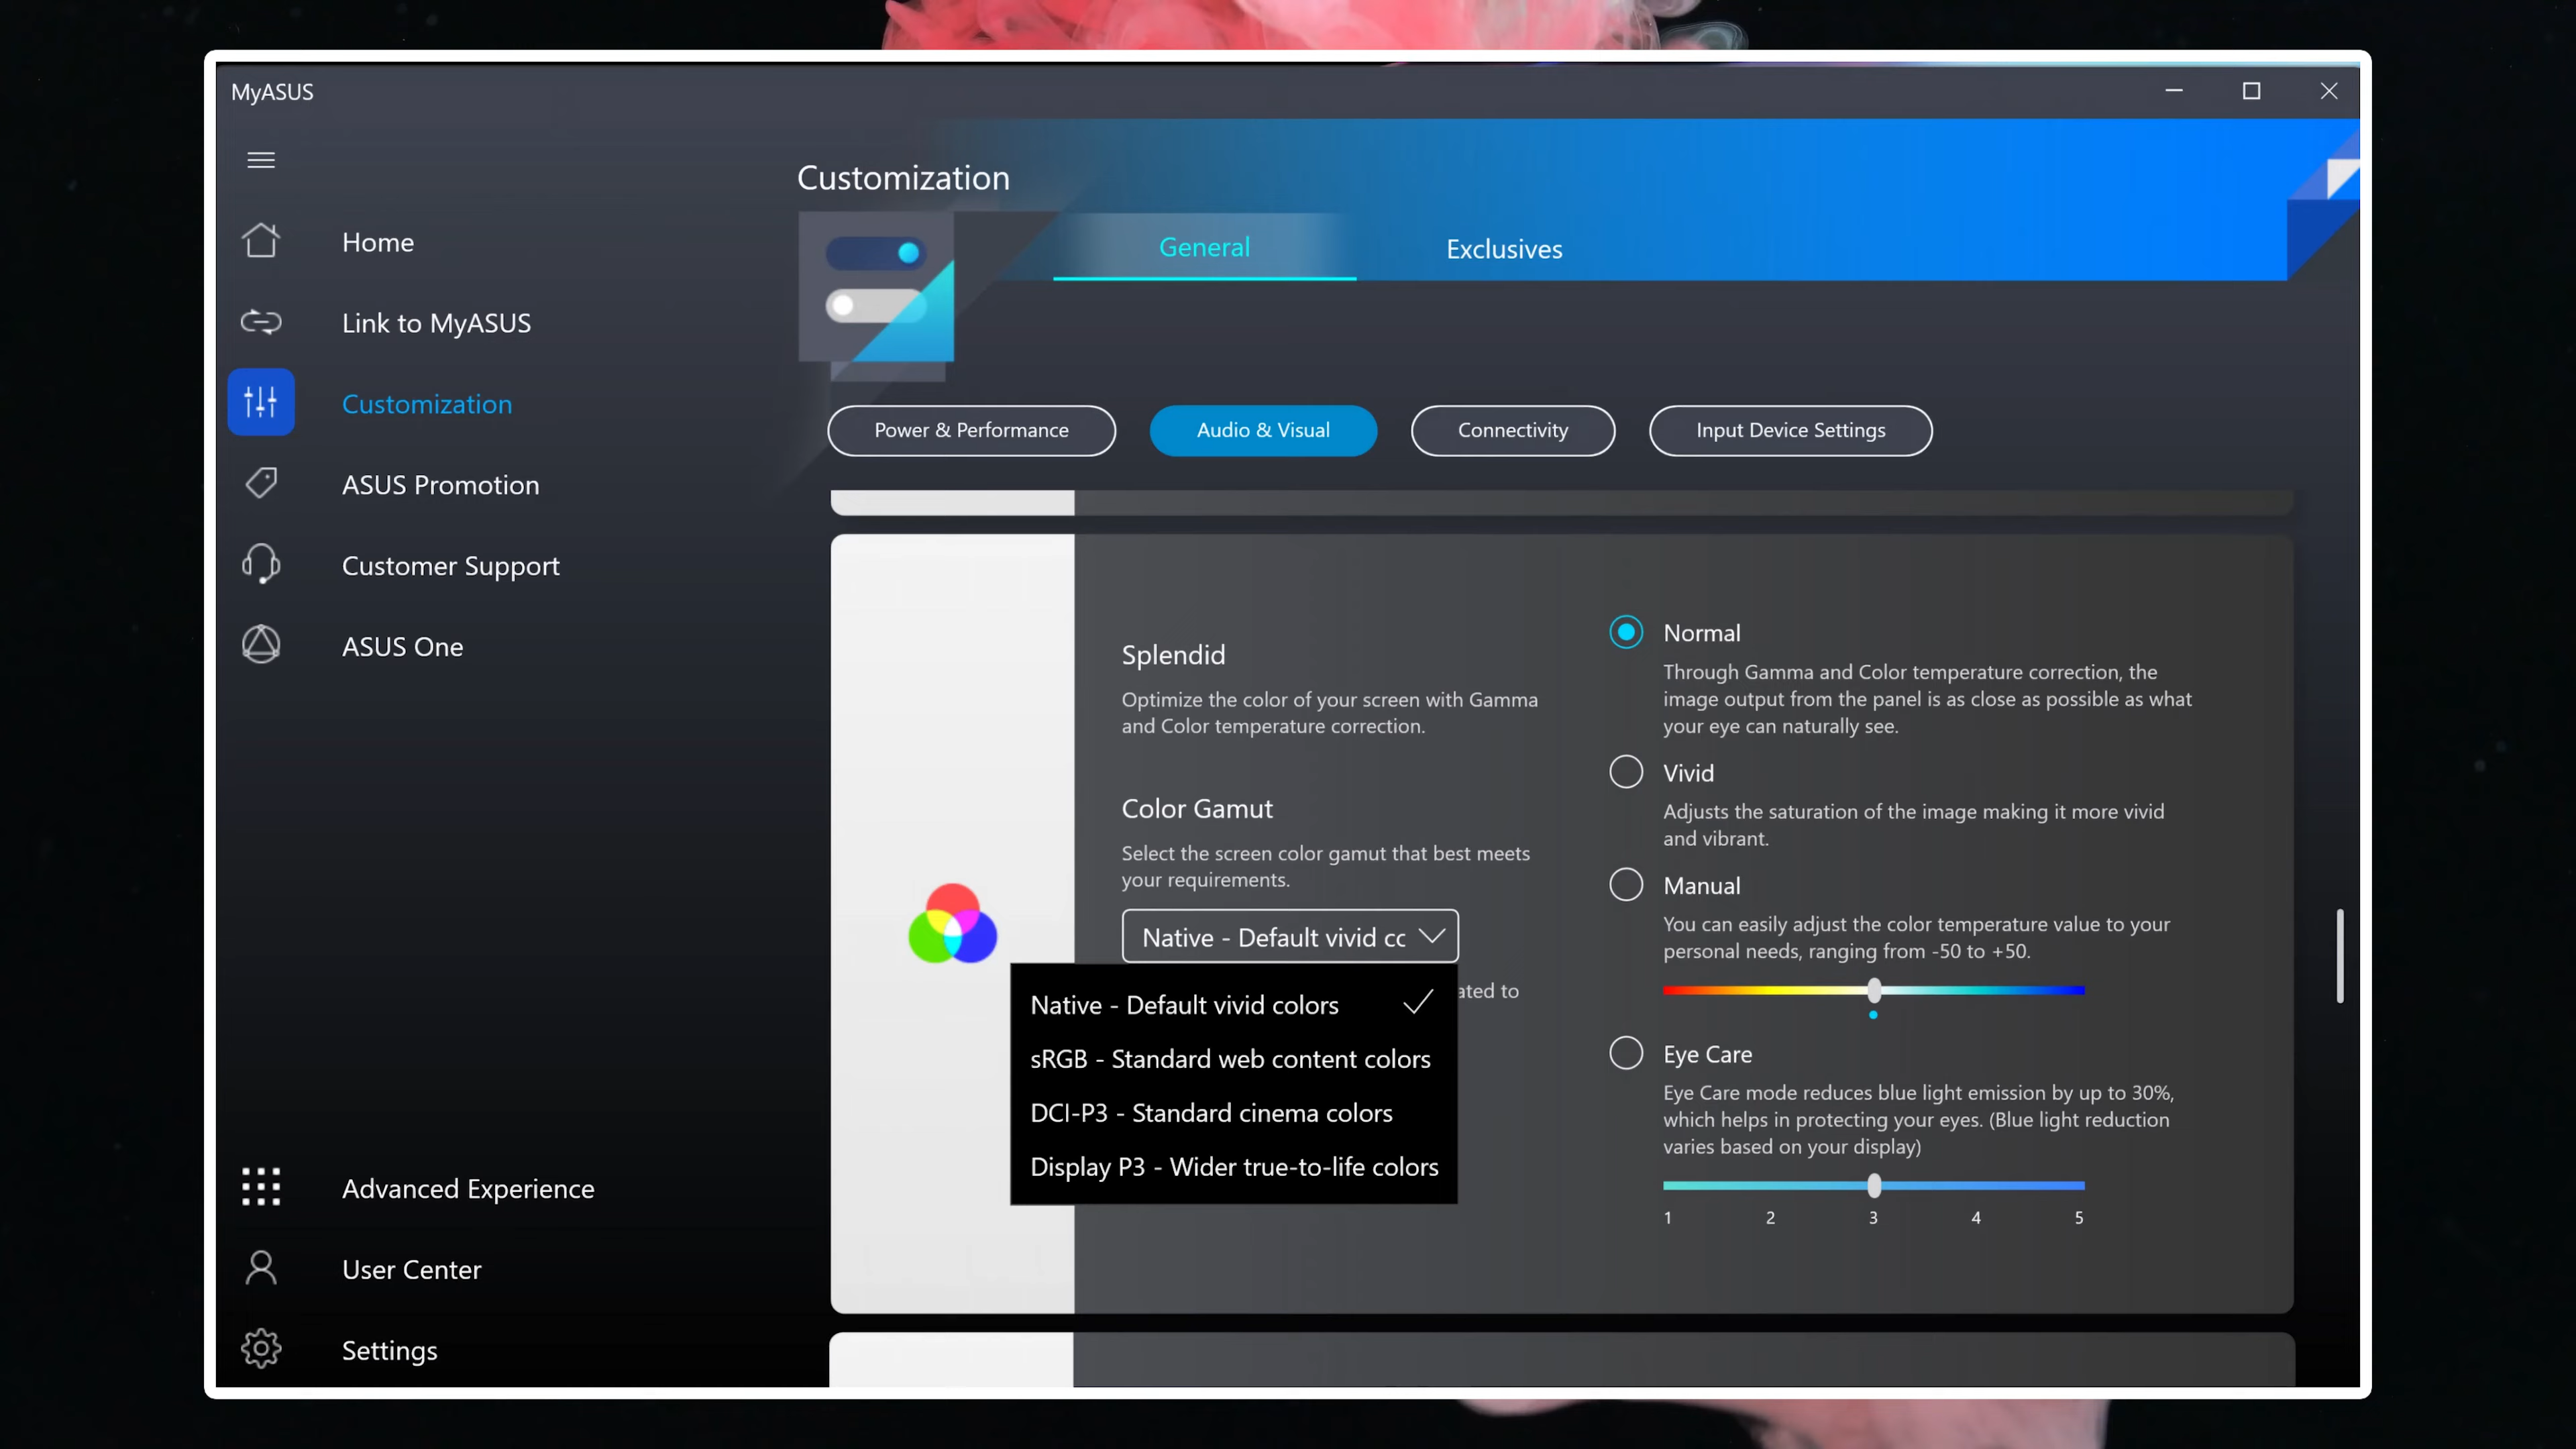 MyASUS
Home
Link to MyASUS
Customization
ASUS Promotion
Customer Support
ASUS One
Advanced Experience
User Center
Settings
Customization
General
Exclusives
Power & Performance
Audio & Visual
Connectivity
Input Device Settings
Splendid
Optimize the color of your screen with Gamma
and Color temperature correction.
Color Gamut
Select the screen color gamut that best meets
your requirements.
Native - Default vivid cc
ated to
Native - Default vivid colors
sRGB - Standard web content colors
DCI-P3 - Standard cinema colors
Display P3 - Wider true-to-life colors
Normal
Through Gamma and Color temperature correction, the
image output from the panel is as close as possible as what
your eye can naturally see.
Vivid
Adjusts the saturation of the image making it more vivid
and vibrant.
Manual
You can easily adjust the color temperature value to your
personal needs, ranging from -50 to +50.
Eye Care
Eye Care mode reduces blue light emission by up to 30%,
which helps in protecting your eyes. (Blue light reduction
varies based on your display)
1 2 3 4 5